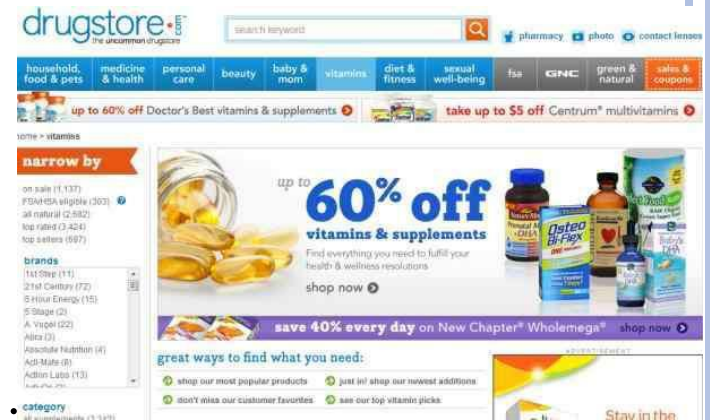 drugstore.com
the uncommon drugstore
search keyword
pharmacy photo contact lenses
household, food & pets
medicine & health
personal care
beauty
baby & mom
vitamins
diet & fitness
sexual well-being
fsa
GNC
green & natural
sales & coupons
up to 60% off Doctor's Best vitamins & supplements
take up to $5 off Centrum® multivitamins
home > vitamins
narrow by
on sale (1,137)
FSA/HSA eligible (303)
all natural (2,582)
top rated (3,424)
top sellers (697)
brands
1st Step (11)
21st Century (72)
5 Hour Energy (15)
5 Stage (2)
A. Vogel (22)
Abra (3)
Absolute Nutrition (4)
Acti-Mate (8)
Action Labs (13)
category
all supplements
up to
60% off
vitamins & supplements
Find everything you need to fulfill your
health & wellness resolutions
shop now
Osteo
Bi-Flex
DHA
save 40% every day on New Chapter® Wholemega® shop now
great ways to find what you need:
shop our most popular products
just in! shop our newest additions
don't miss our customer favorites
see our top vitamin picks
ADVERTISEMENT
Stay in the